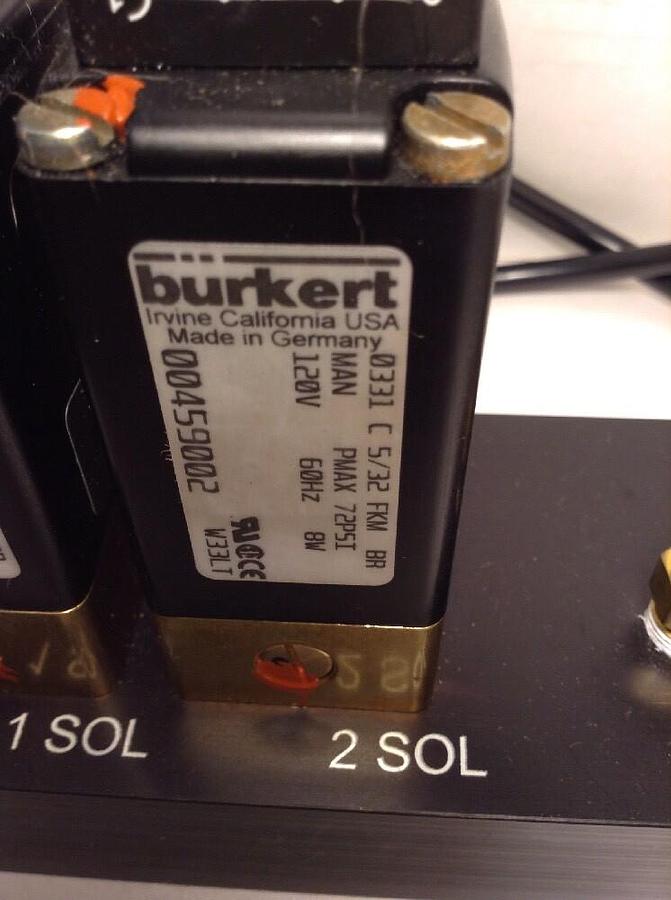 bürkert
Irvine California USA
Made in Germany
0331 C 5/32 FKM BR
MAN PMAX 72PSI
120V 60Hz 8W
00459002
W33LT
CE
1 SOL
2 SOL